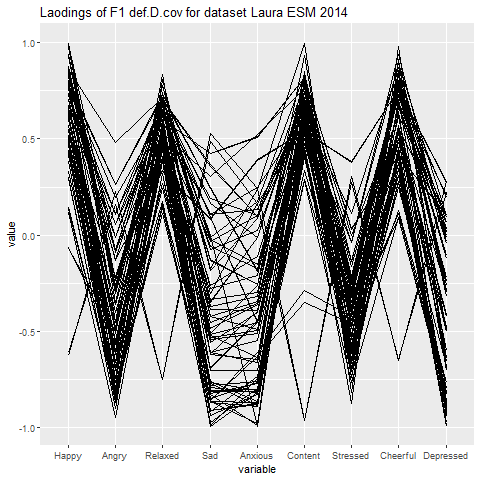 Laodings of F1 def.D.cov for dataset Laura ESM 2014
1.0
0.5
0.0
-0.5
-1.0
value
Happy Angry Relaxed Sad Anxious Content Stressed Cheerful Depressed
variable